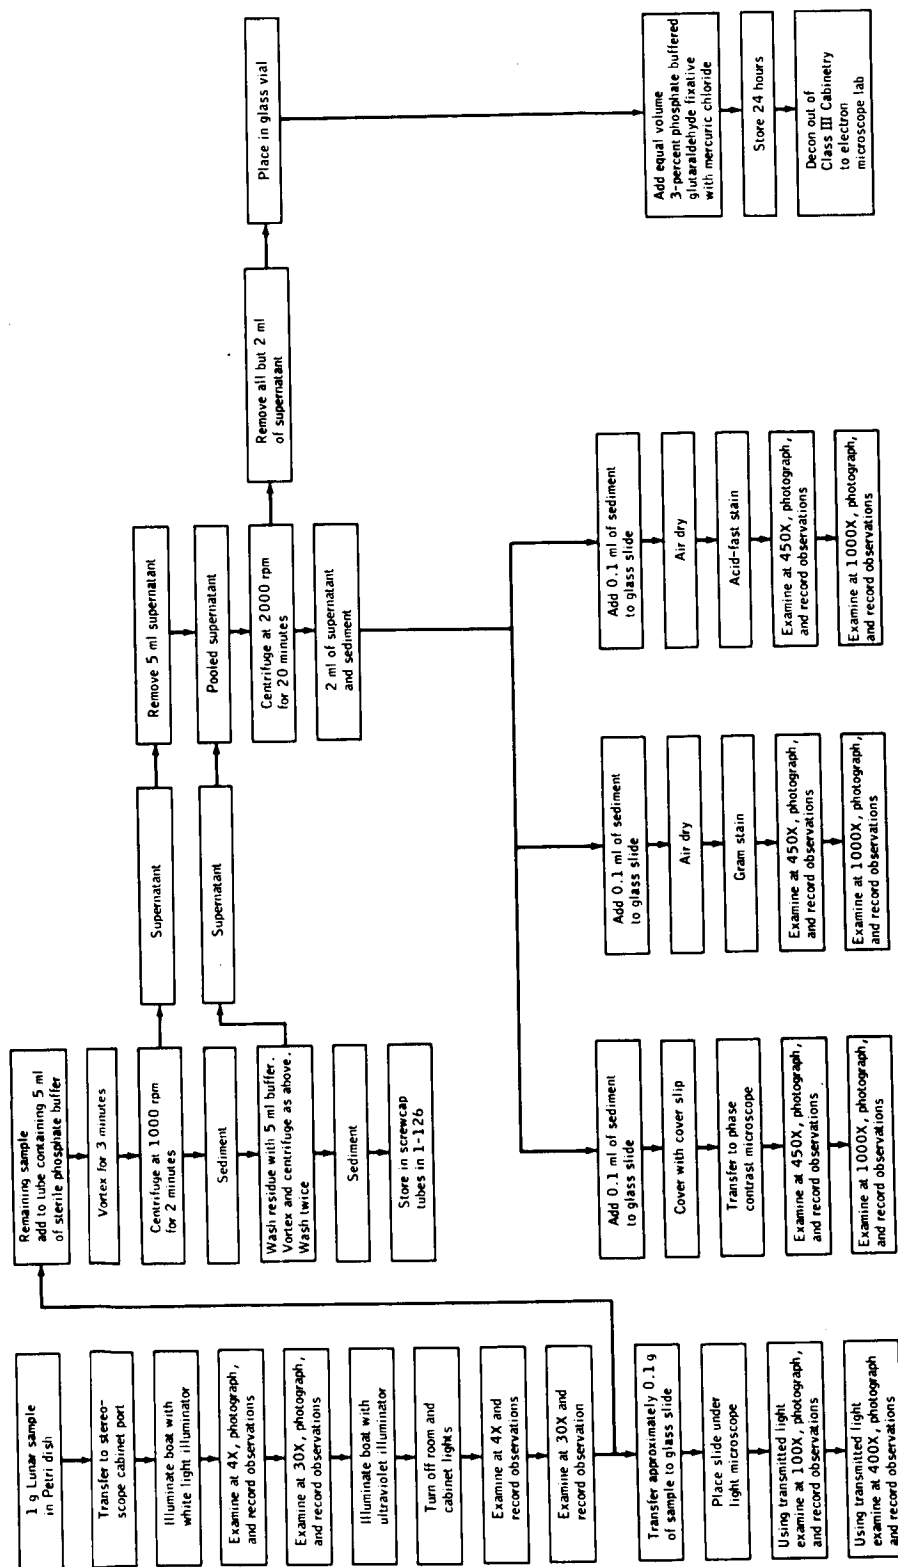 1 g Lunar sample
in Petri dish
Transfer to stereo-
scope cabinet port
Illuminate boat with
white light illuminator
Examine at 4X, photograph,
and record observations
Examine at 30X, photograph,
and record observations
Illuminate boat with
ultraviolet illuminator
Turn off room and
cabinet lights
Examine at 4X and
record observations
Examine at 30X and
record observation
Transfer approximately 0.1 g
of sample to glass slide
Place slide under
light microscope
Using transmitted light
examine at 100X, photograph,
and record observations
Using transmitted light
examine at 400X, photograph
and record observations
Remaining sample
add to tube containing 5 ml
of sterile phosphate buffer
Vortex for 3 minutes
Centrifuge at 1000 rpm
for 2 minutes
Sediment
Wash residue with 5 ml buffer.
Vortex and centrifuge as above.
Wash twice
Sediment
Store in screwcap
tubes in 1-126
Supernatant
Supernatant
Remove 5 ml supernatant
Pooled supernatant
Centrifuge at 2000 rpm
for 20 minutes
2 ml of supernatant
and sediment
Remove all but 2 ml
of supernatant
Place in glass vial
Add equal volume
3-percent phosphate buffered
glutaraldehyde fixative
with mercuric chloride
Store 24 hours
Decon out of
Class III Cabinetry
to electron
microscope lab
Add 0.1 ml of sediment
to glass slide
Cover with cover slip
Transfer to phase
contrast microscope
Examine at 450X, photograph,
and record observations
Examine at 1000X, photograph,
and record observations
Add 0.1 ml of sediment
to glass slide
Air dry
Gram stain
Examine at 450X, photograph,
and record observations
Examine at 1000X, photograph,
and record observations
Add 0.1 ml of sediment
to glass slide
Air dry
Acid-fast stain
Examine at 450X, photograph,
and record observations
Examine at 1000X, photograph,
and record observations